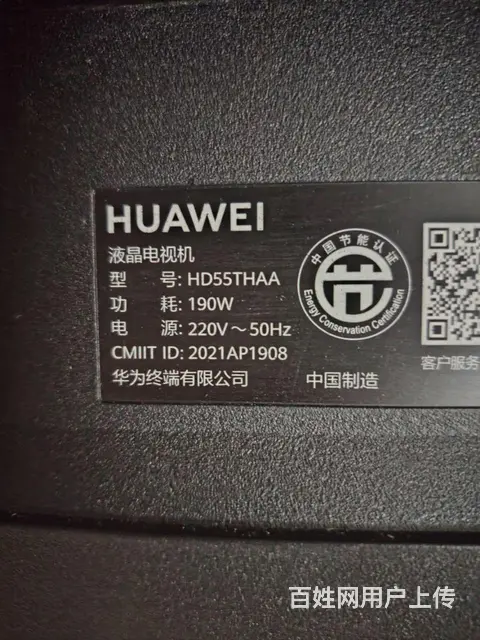 HUAWEI
液晶电视机
型 号: HD55THAA
功 耗: 190W
电 源: 220V～50Hz
CMIIT ID: 2021AP1908
华为终端有限公司
中国制造
中国节能认证
Energy Conservation Certification
客户服务
百姓网用户上传